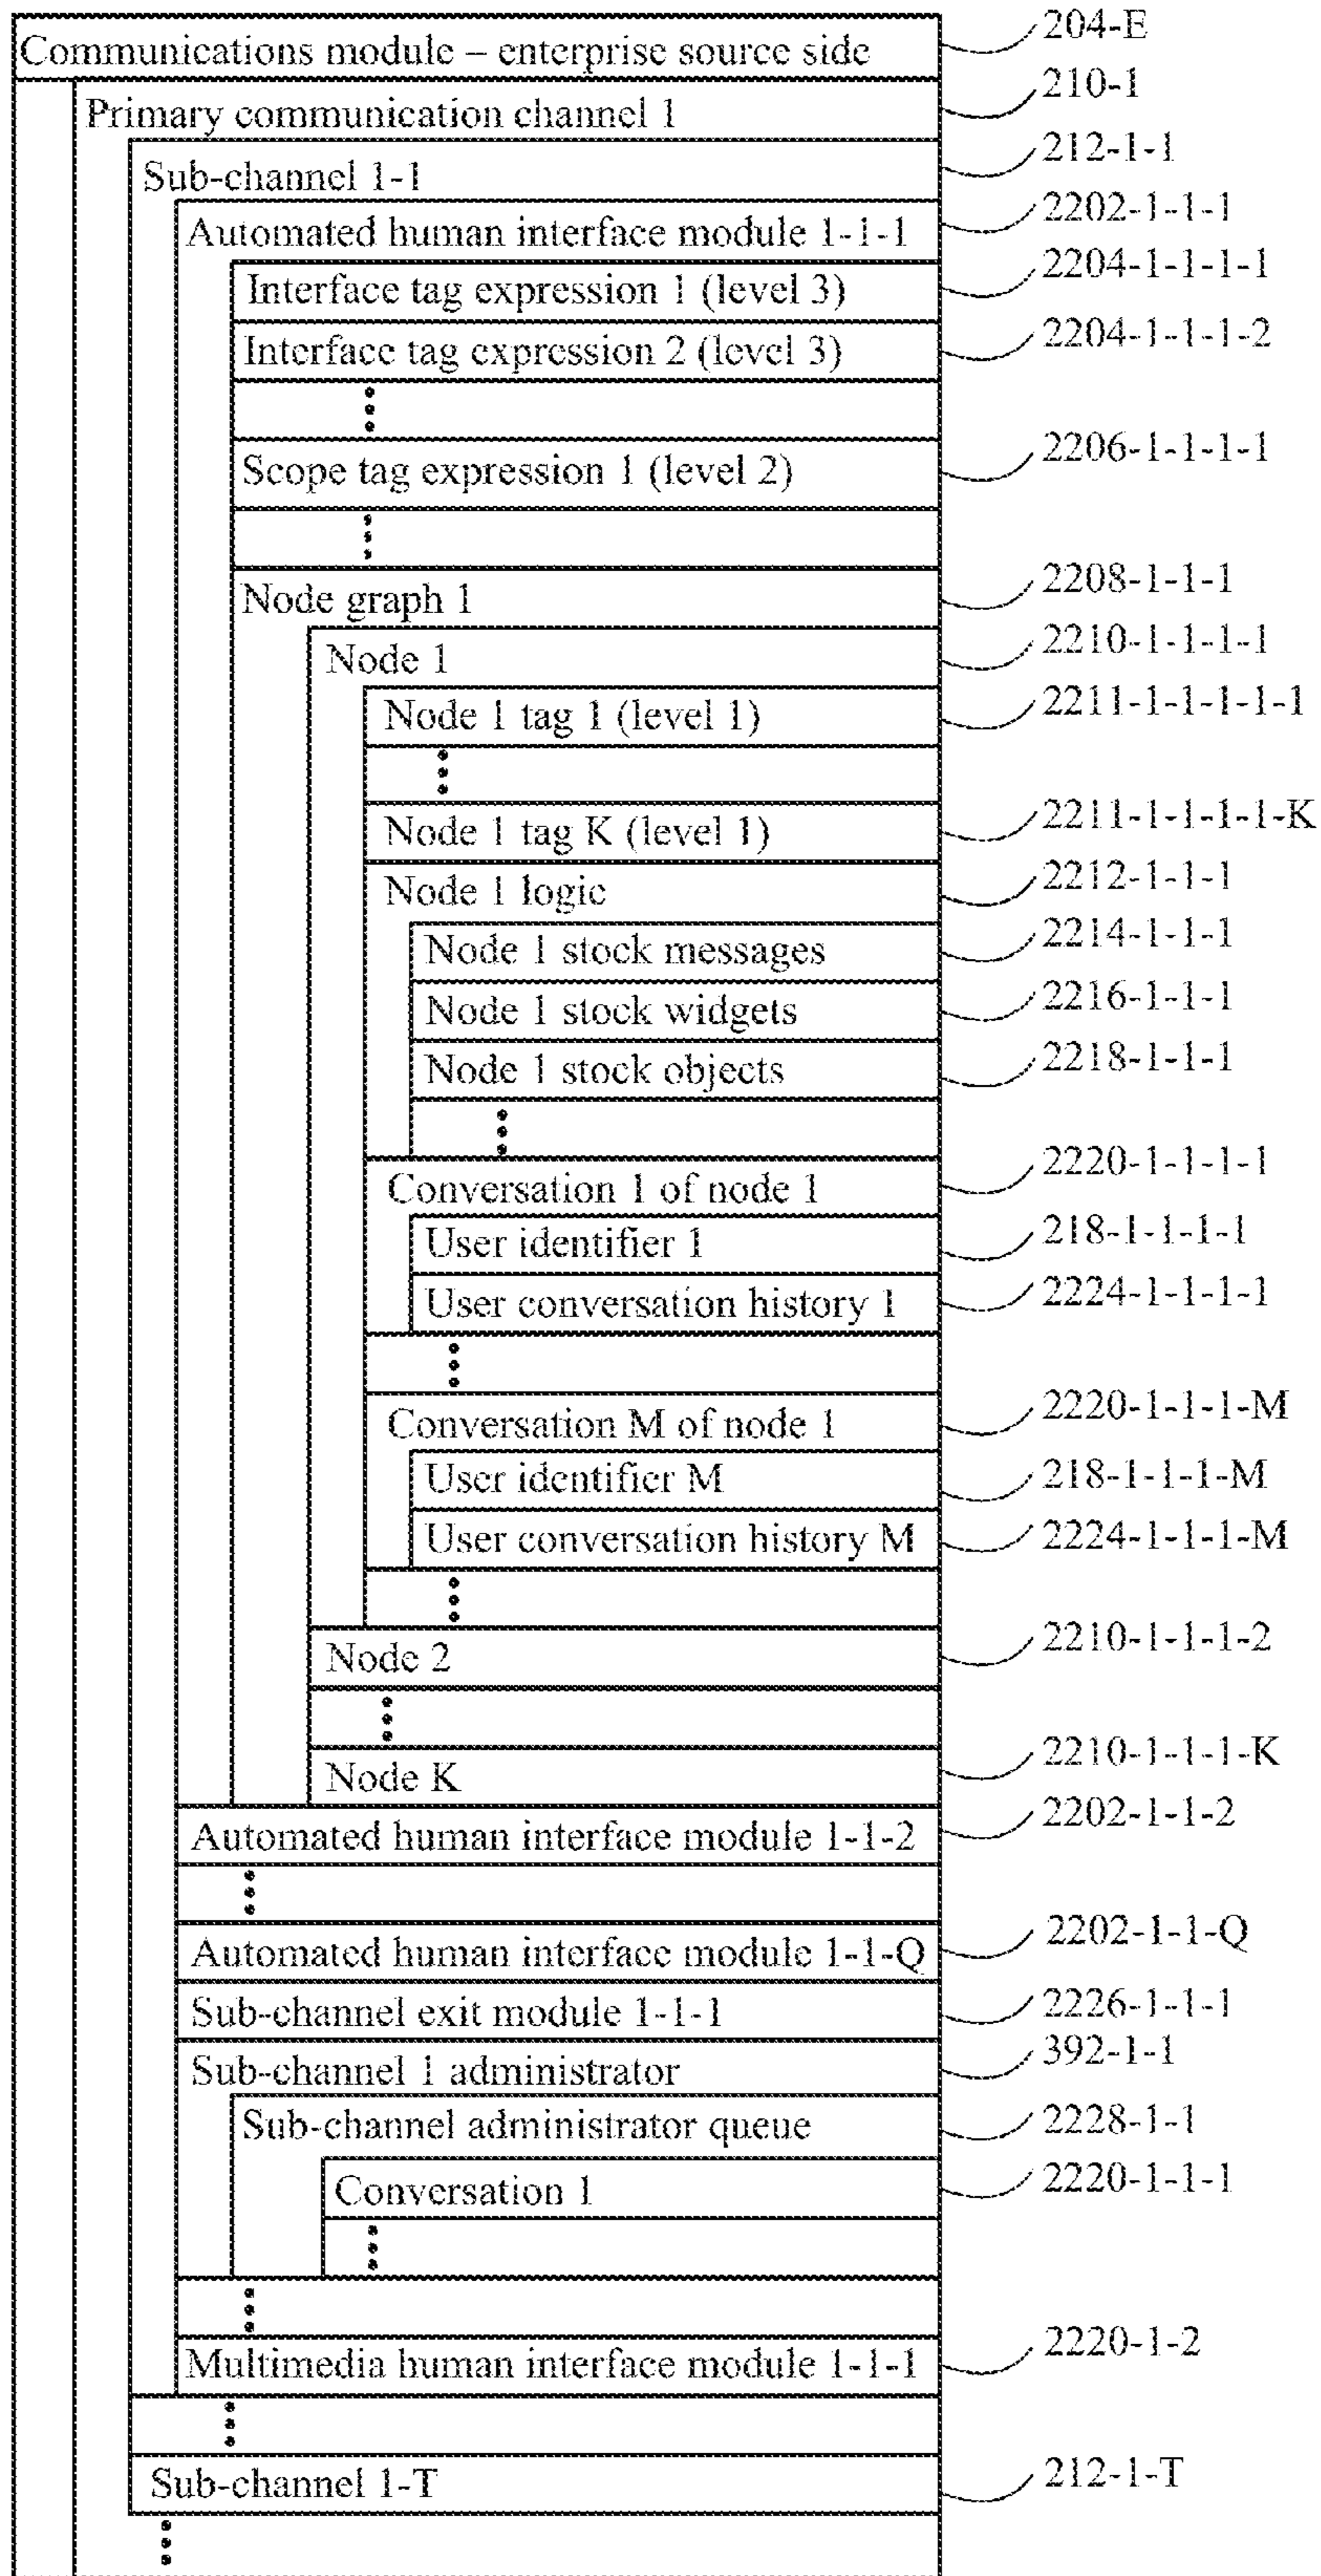 Communications module – enterprise source side 204-E
Primary communication channel 1 210-1
Sub-channel 1-1 212-1-1
Automated human interface module 1-1-1 2202-1-1-1
Interface tag expression 1 (level 3) 2204-1-1-1-1
Interface tag expression 2 (level 3) 2204-1-1-1-2
Scope tag expression 1 (level 2) 2206-1-1-1-1
Node graph 1 2208-1-1-1
Node 1 2210-1-1-1-1
Node 1 tag 1 (level 1) 2211-1-1-1-1-1
Node 1 tag K (level 1) 2211-1-1-1-1-K
Node 1 logic 2212-1-1-1
Node 1 stock messages 2214-1-1-1
Node 1 stock widgets 2216-1-1-1
Node 1 stock objects 2218-1-1-1
Conversation 1 of node 1 2220-1-1-1-1
User identifier 1 218-1-1-1-1
User conversation history 1 2224-1-1-1-1
Conversation M of node 1 2220-1-1-1-M
User identifier M 218-1-1-1-M
User conversation history M 2224-1-1-1-M
Node 2 2210-1-1-1-2
Node K 2210-1-1-1-K
Automated human interface module 1-1-2 2202-1-1-2
Automated human interface module 1-1-Q 2202-1-1-Q
Sub-channel exit module 1-1-1 2226-1-1-1
Sub-channel 1 administrator 392-1-1
Sub-channel administrator queue 2228-1-1
Conversation 1 2220-1-1-1
Multimedia human interface module 1-1-1 2220-1-2
Sub-channel 1-T 212-1-T